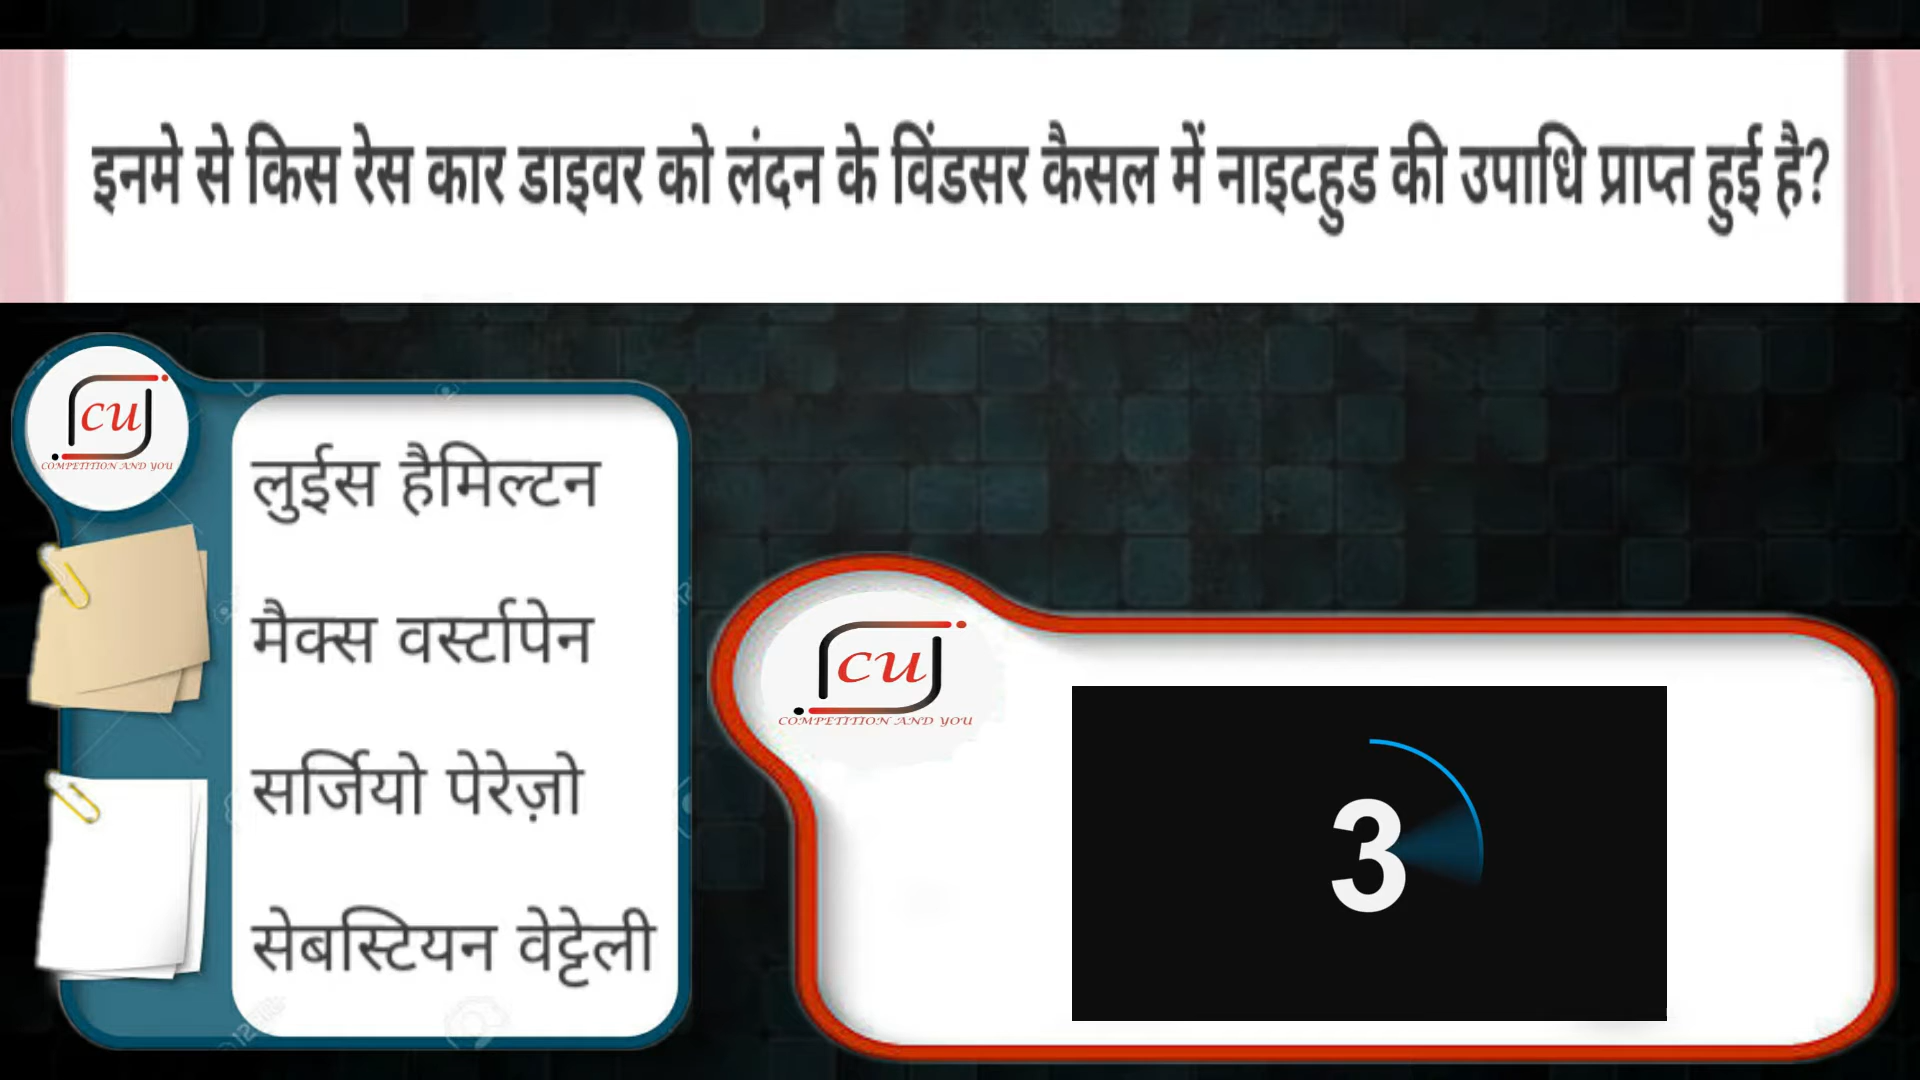 इनमे से किस रेस कार डाइवर को लंदन के विंडसर कैसल में नाइटहुड की उपाधि प्राप्त हुई है?
CU
COMPETITION AND YOU
लुईस हैमिल्टन
मैक्स वर्स्टापेन
सर्जियो पेरेज़ो
सेबस्टियन वेट्टेली
CU
COMPETITION AND YOU
3